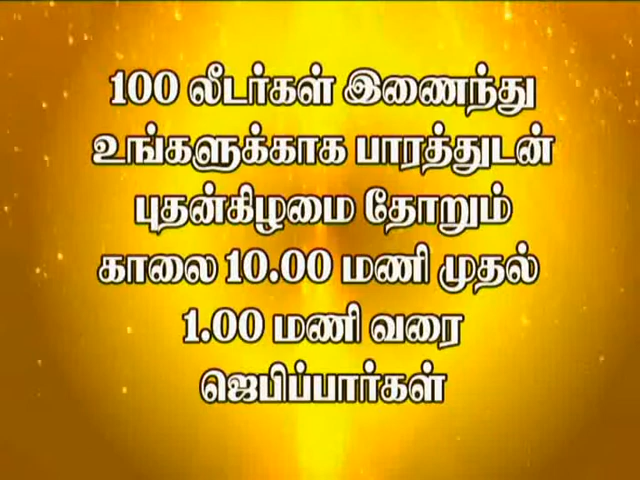 100 லீடர்கள் இணைந்து
உங்களுக்காக பாரத்துடன்
புதன்கிழமை தோறும்
காலை 10.00 மணி முதல்
1.00 மணி வரை
ஜெபிப்பார்கள்